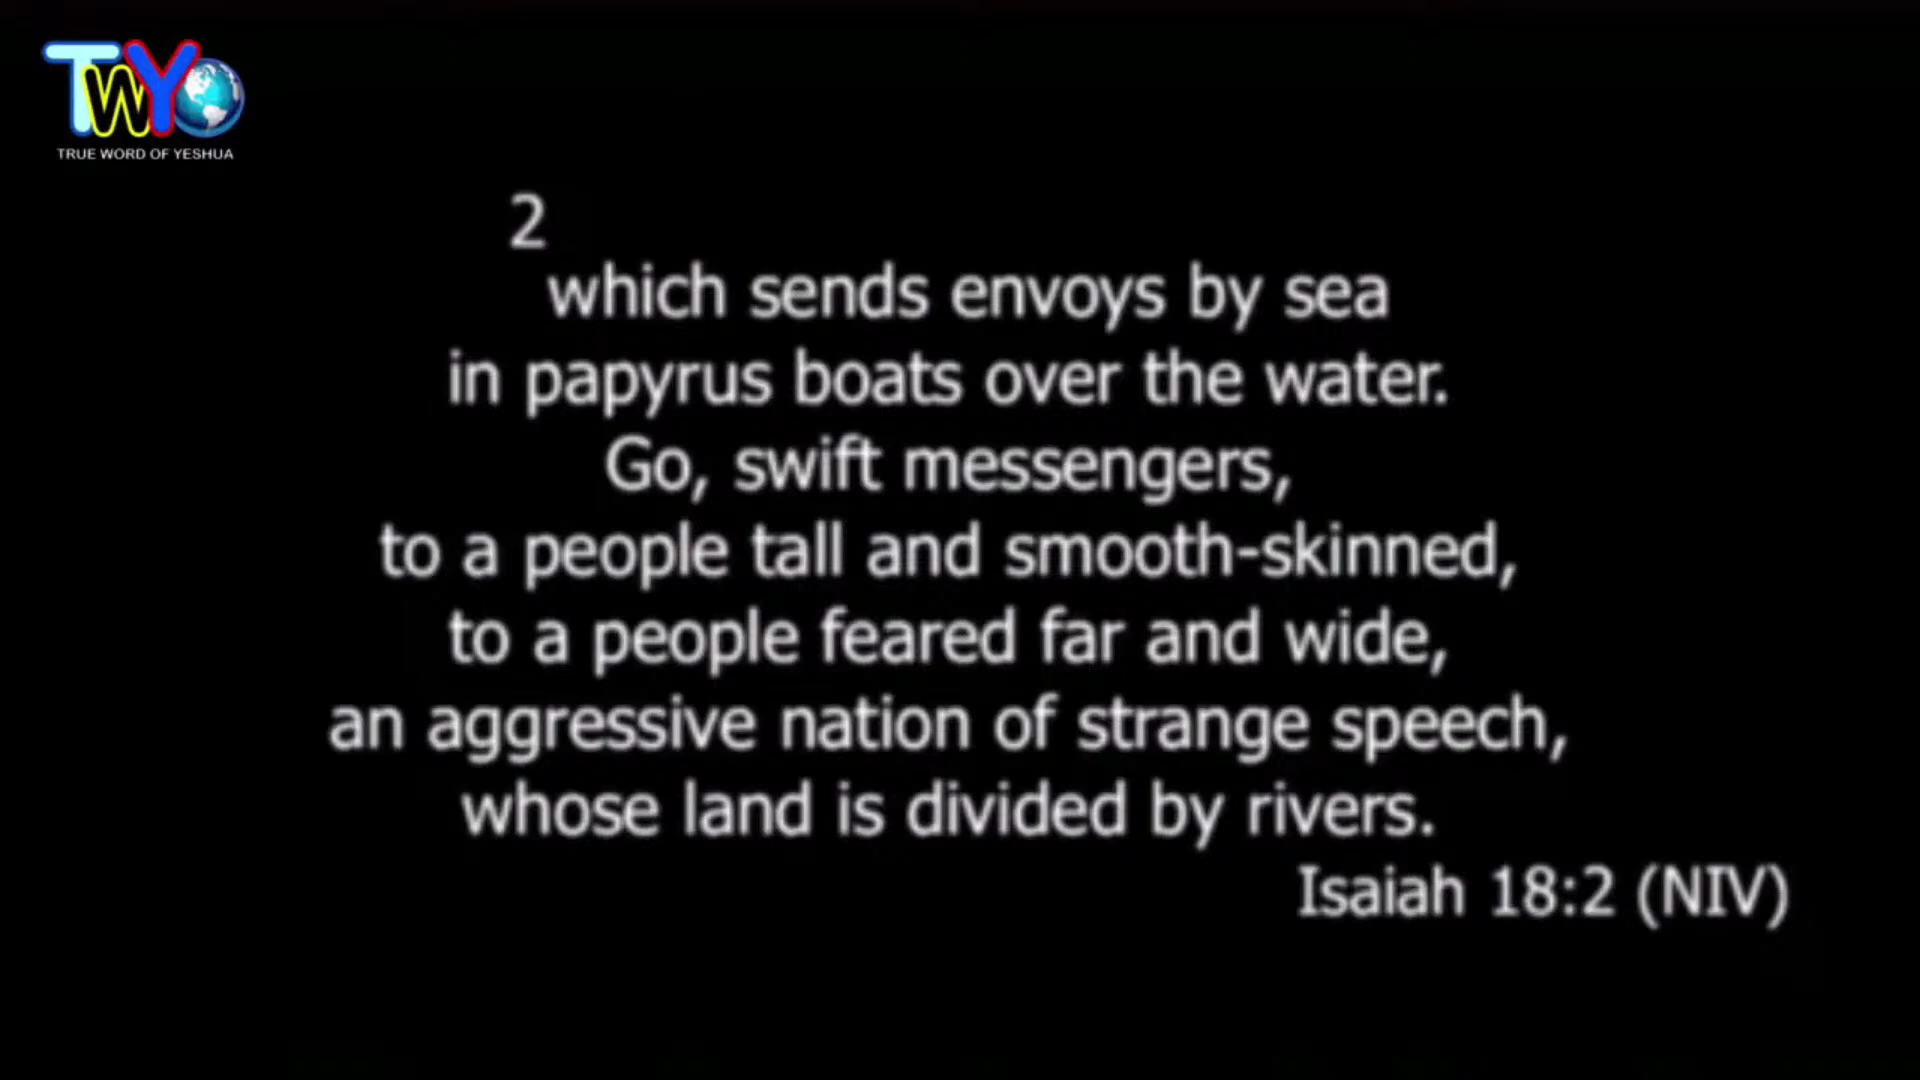 TWY
TRUE WORD OF YESHUA
2
which sends envoys by sea
in papyrus boats over the water.
Go, swift messengers,
to a people tall and smooth-skinned,
to a people feared far and wide,
an aggressive nation of strange speech,
whose land is divided by rivers.
Isaiah 18:2 (NIV)